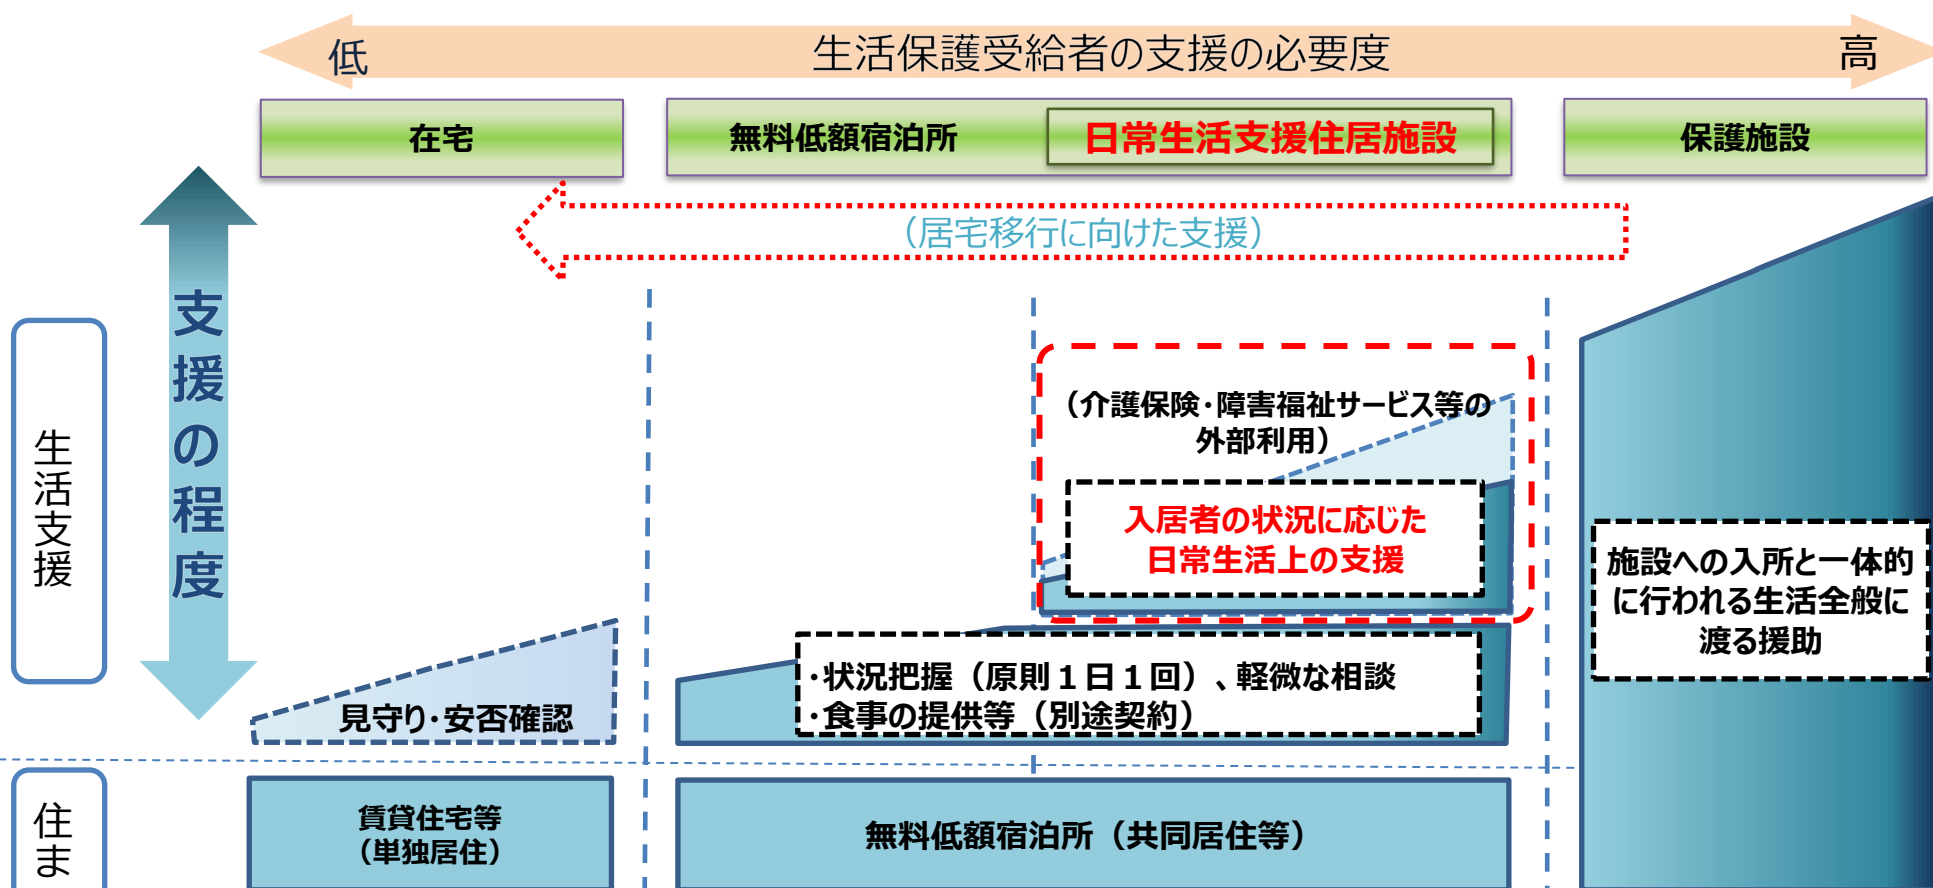 低
生活保護受給者の支援の必要度
高
在宅
無料低額宿泊所
日常生活支援住居施設
保護施設
（居宅移行に向けた支援）
支援の程度
生活支援
（介護保険・障害福祉サービス等の
外部利用）
入居者の状況に応じた
日常生活上の支援
施設への入所と一体的
に行われる生活全般に
渡る援助
・状況把握（原則１日１回）、軽微な相談
・食事の提供等（別途契約）
見守り・安否確認
住ま
賃貸住宅等
（単独居住）
無料低額宿泊所（共同居住等）